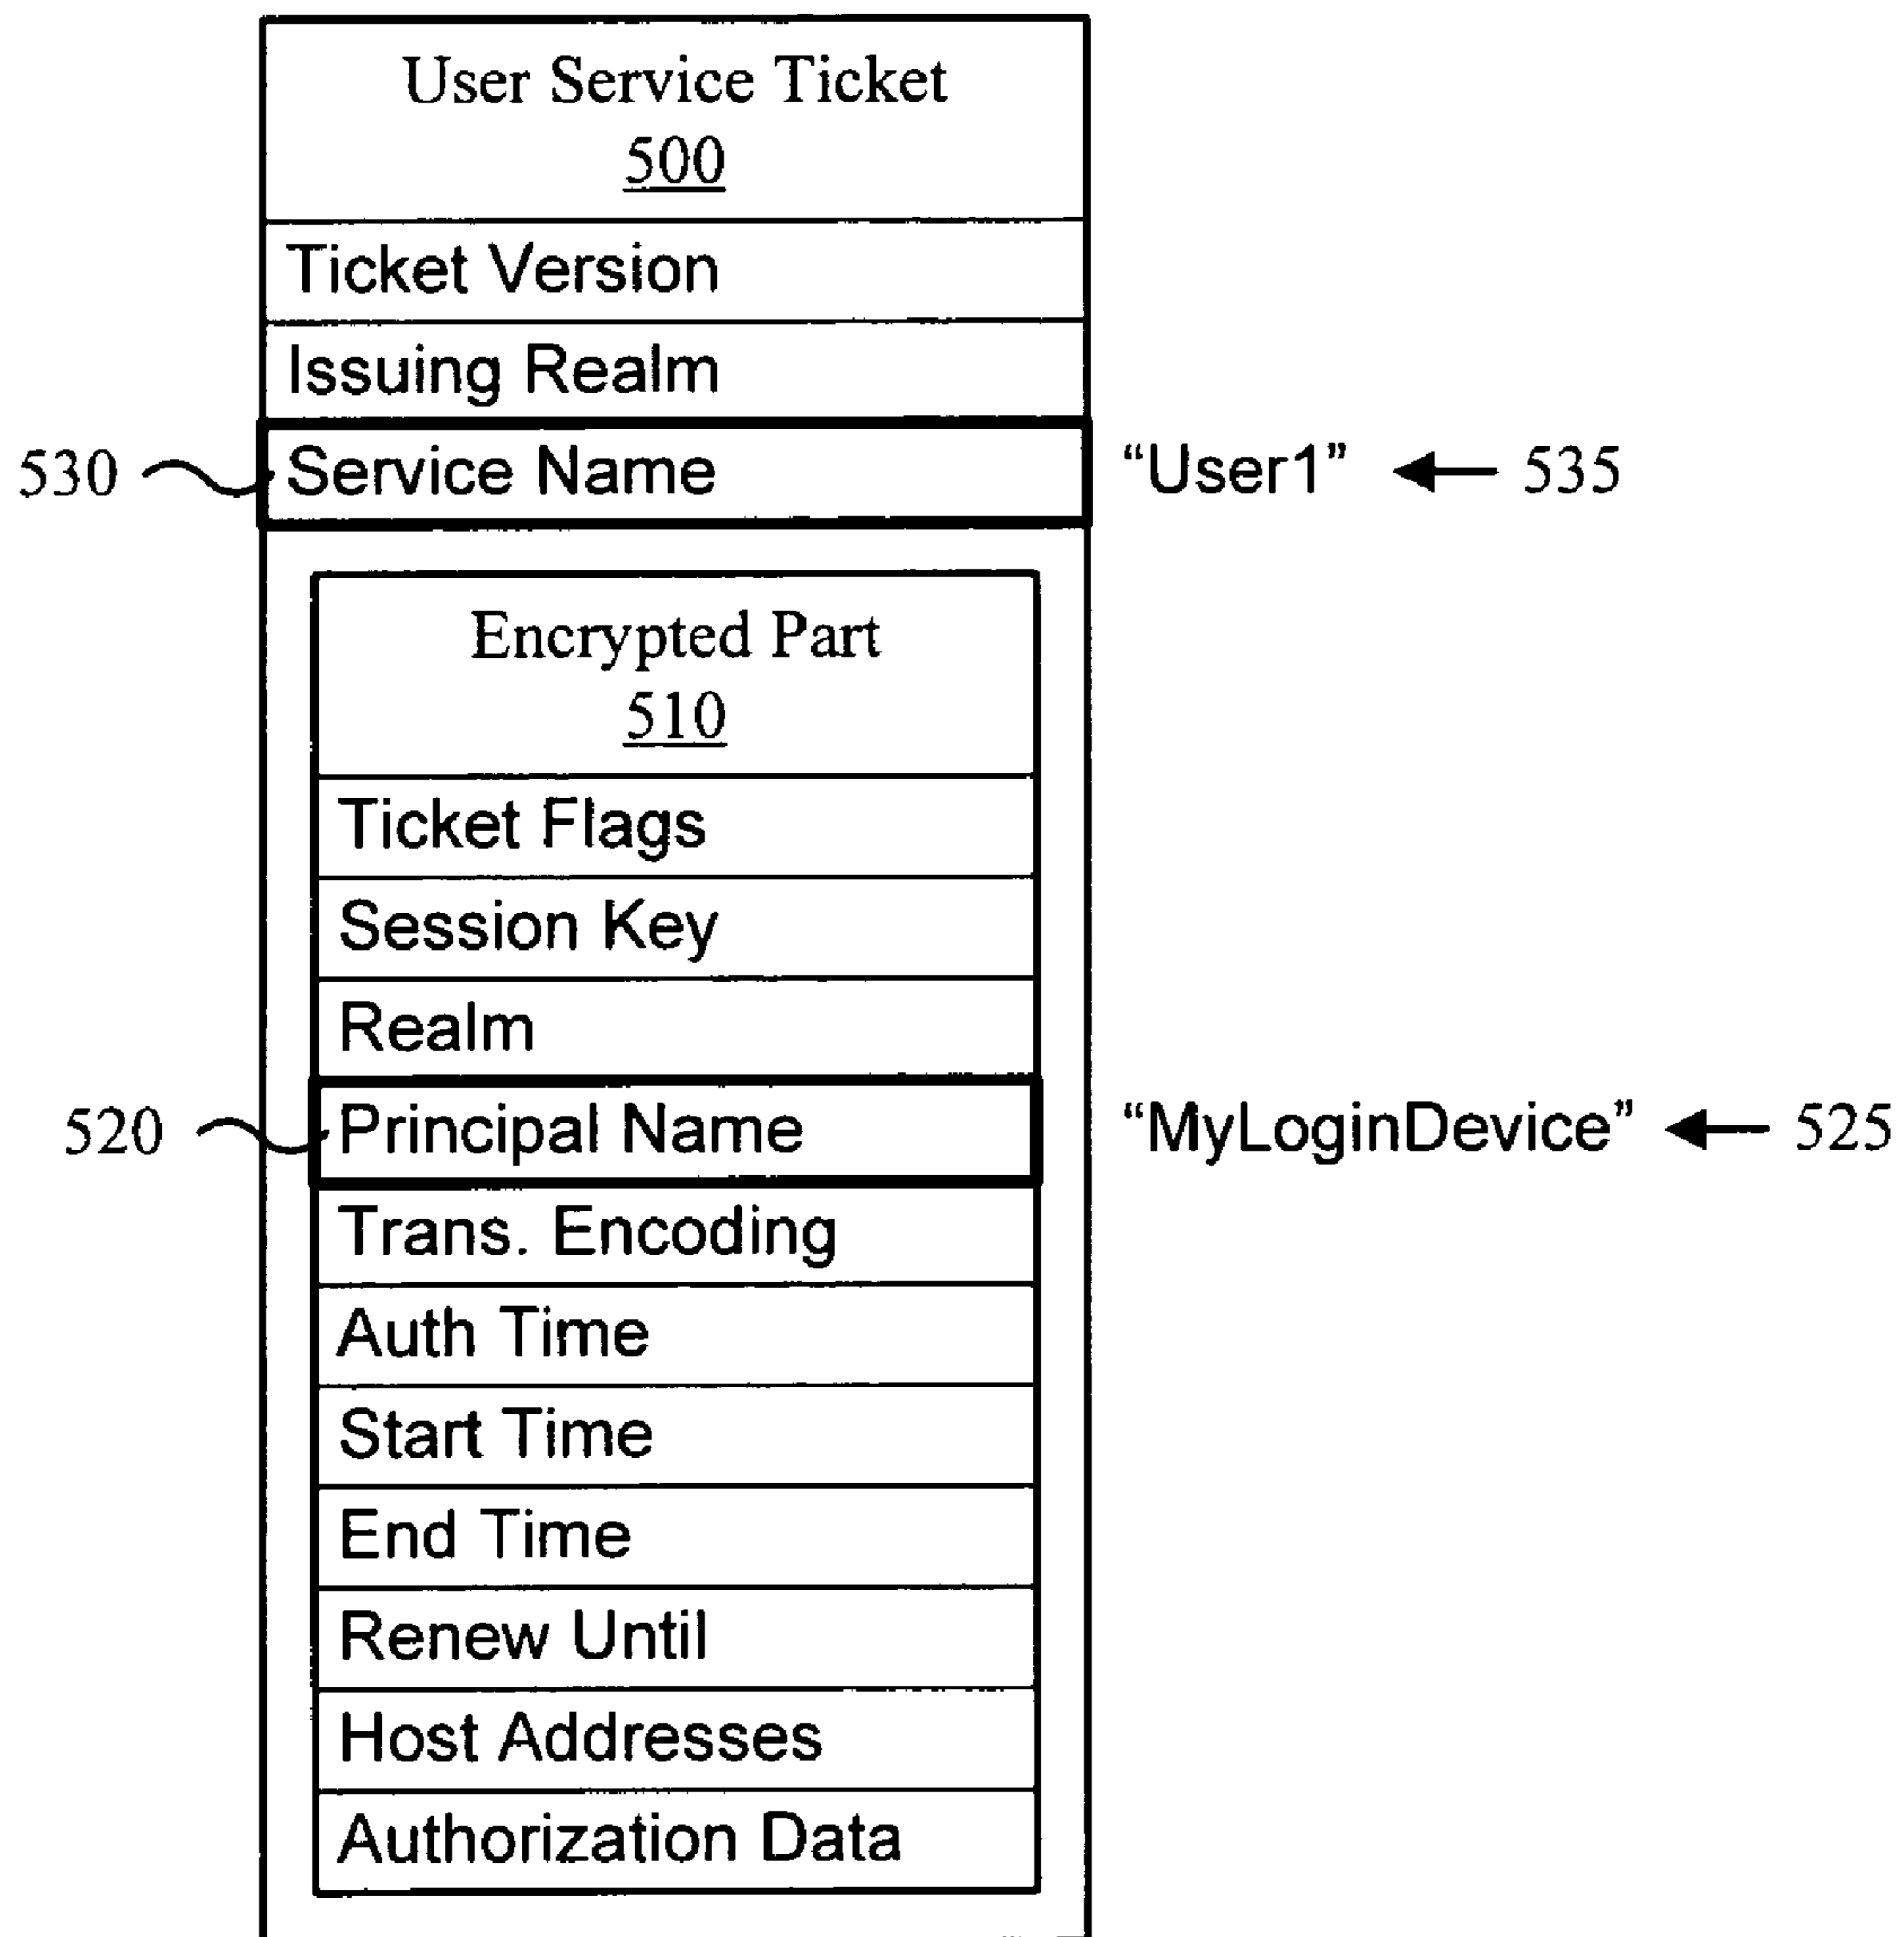 User Service Ticket
500
Ticket Version
Issuing Realm
530 Service Name “User1” 535
Encrypted Part
510
Ticket Flags
Session Key
Realm
520 Principal Name “MyLoginDevice” 525
Trans. Encoding
Auth Time
Start Time
End Time
Renew Until
Host Addresses
Authorization Data